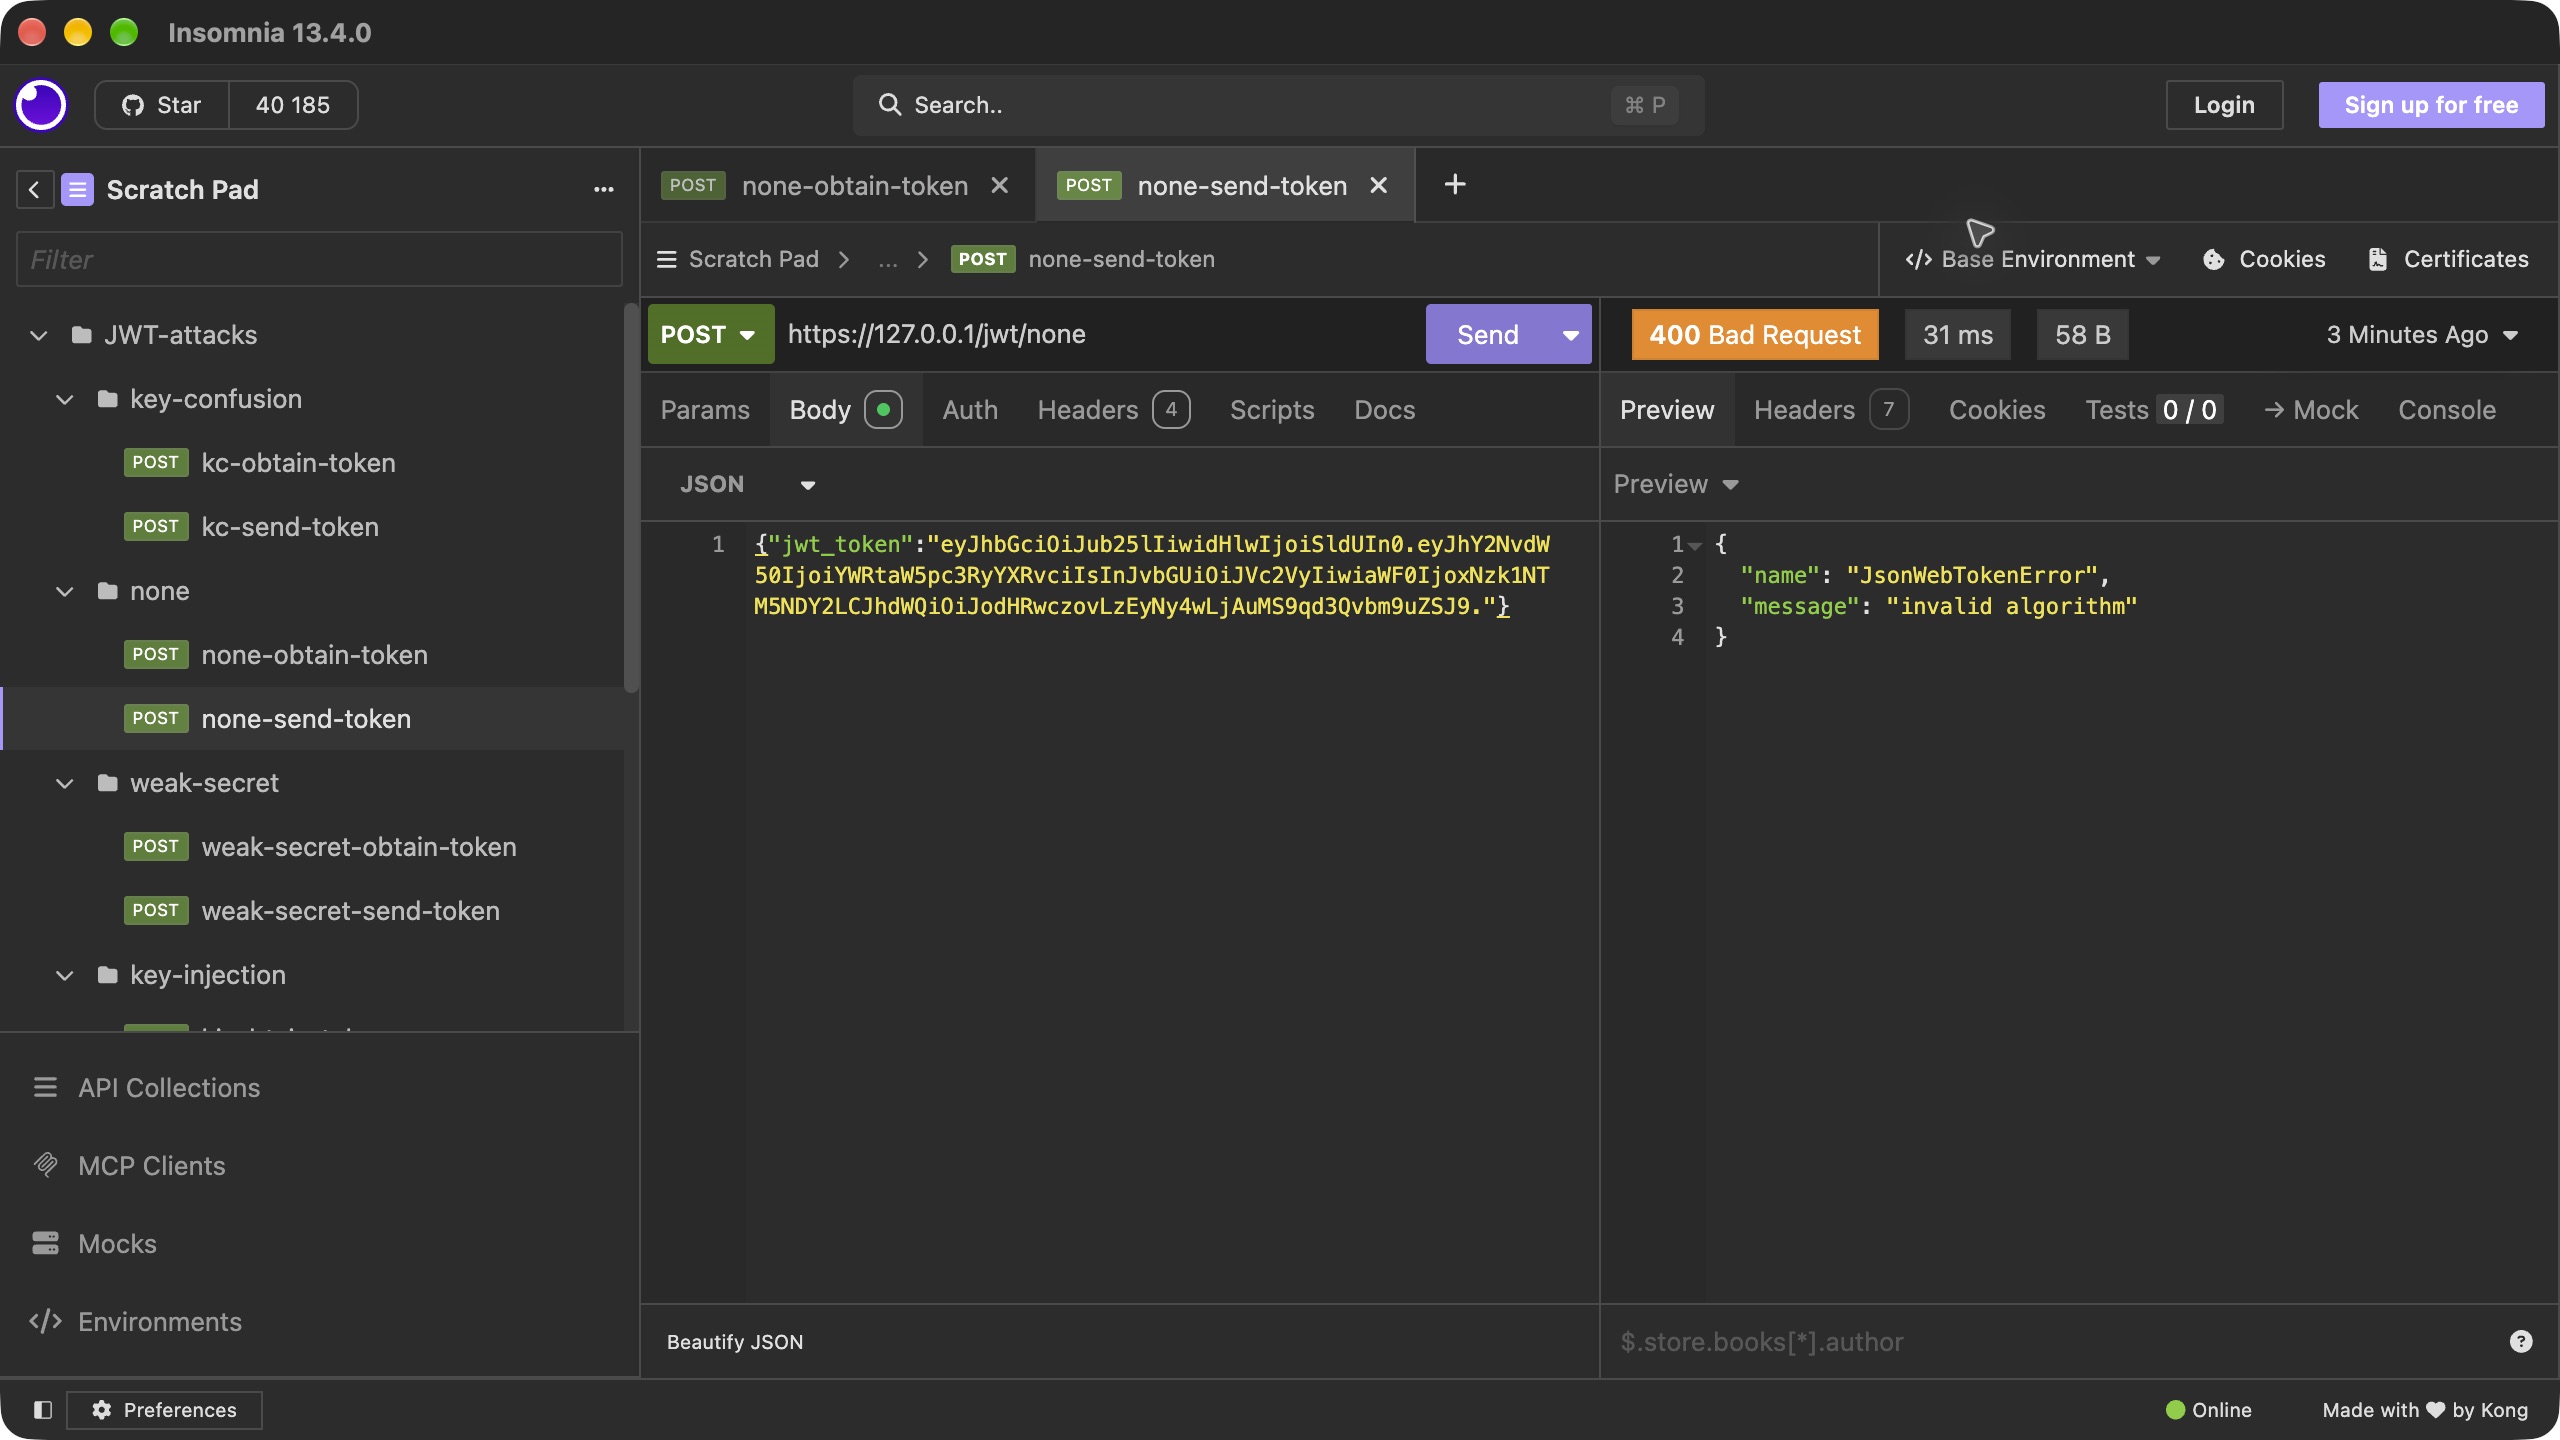 Insomnia 13.4.0
Star 40 185
Search..
⌘ P
Login
Sign up for free
Scratch Pad
Filter
JWT-attacks
key-confusion
POST kc-obtain-token
POST kc-send-token
none
POST none-obtain-token
POST none-send-token
weak-secret
POST weak-secret-obtain-token
POST weak-secret-send-token
key-injection
API Collections
MCP Clients
Mocks
Environments
Preferences
POST none-obtain-token
POST none-send-token
Scratch Pad > ... > POST none-send-token
Base Environment
Cookies
Certificates
POST https://127.0.0.1/jwt/none
Send
Params Body Auth Headers 4 Scripts Docs
JSON
1 {"jwt_token":"eyJhbGciOiJub25lIiwidHlwIjoiSldUIn0.eyJhY2NvdW
50IjoiYWRtaW5pc3RyYXRvciIsInJvbGUiOiJVc2VyIiwiaWF0IjoxNzk1NT
M5NDY2LCJhdWQiOiJodHRwczovLzEyNy4wLjAuMS9qd3Qvbm9uZSJ9."}
Beautify JSON
400 Bad Request
31 ms
58 B
3 Minutes Ago
Preview Headers 7 Cookies Tests 0 / 0 → Mock Console
Preview
1 {
2 "name": "JsonWebTokenError",
3 "message": "invalid algorithm"
4 }
$.store.books[*].author
?
Online
Made with ♥ by Kong